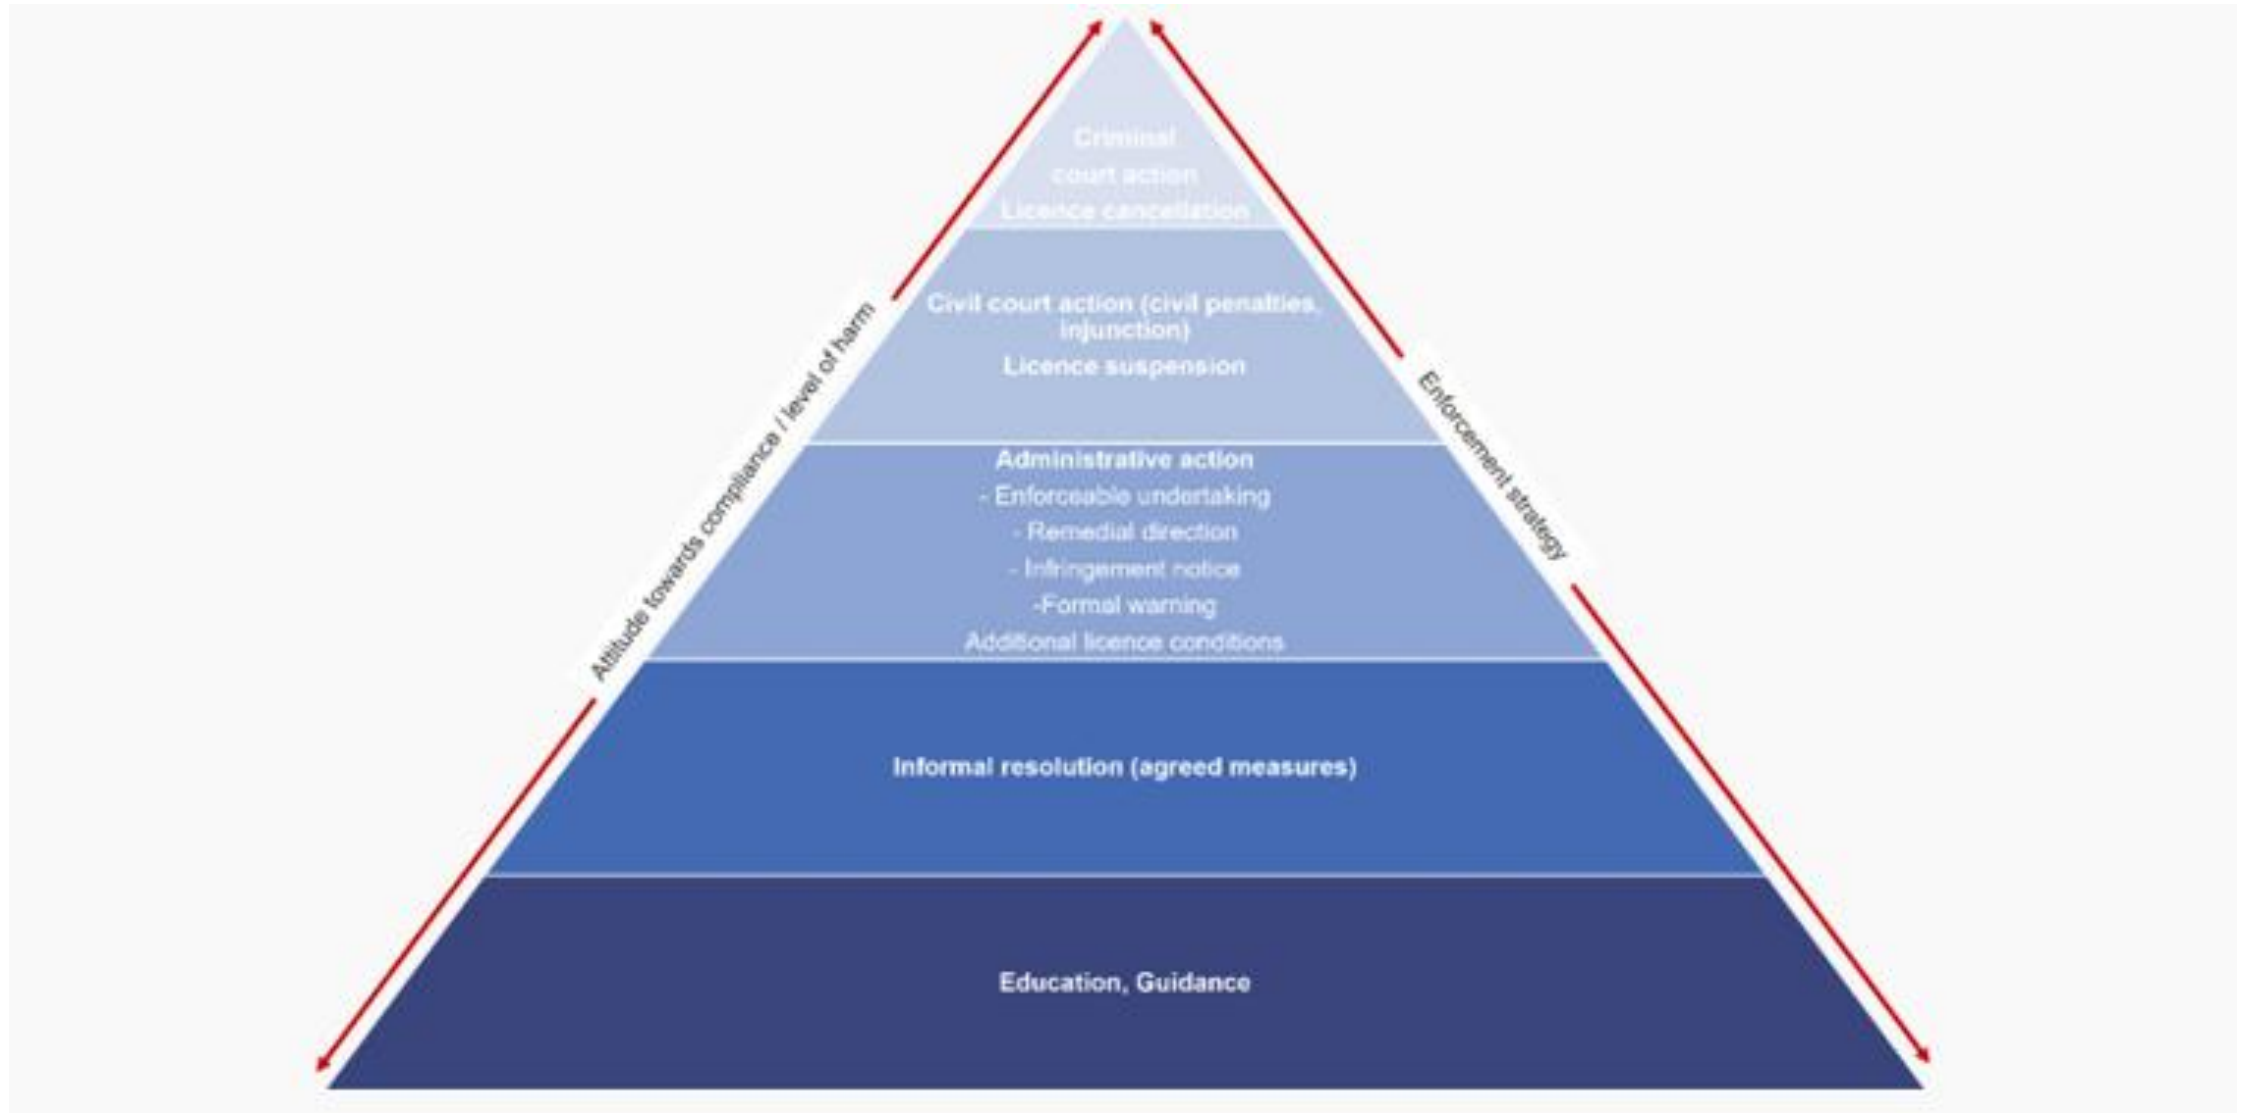 Criminal
court action
Licence cancellation
Civil court action (civil penalties,
injunction)
Licence suspension
Administrative action
- Enforceable undertaking
- Remedial direction
- Infringement notice
-Formal warning
Additional licence conditions
Informal resolution (agreed measures)
Education, Guidance
Attitude towards compliance / level of harm
Enforcement strategy